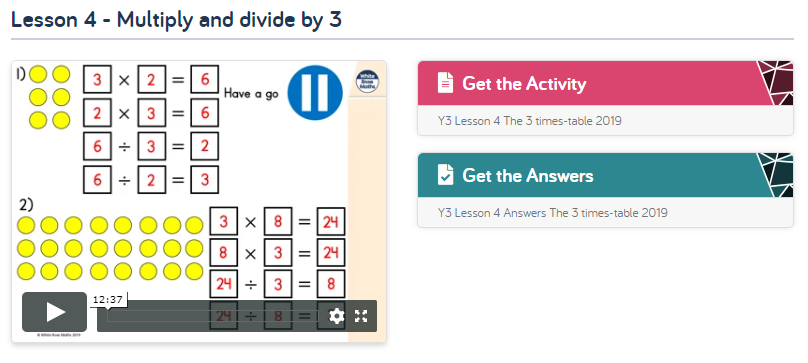 Lesson 4 - Multiply and divide by 3
1)
3 × 2 = 6
2 × 3 = 6
6 ÷ 3 = 2
6 ÷ 2 = 3
Have a go
White Rose Maths
2)
3 × 8 = 24
8 × 3 = 24
24 ÷ 3 = 8
24 ÷ 8 =
12:37
© White Rose Maths 2019
Get the Activity
Y3 Lesson 4 The 3 times-table 2019
Get the Answers
Y3 Lesson 4 Answers The 3 times-table 2019